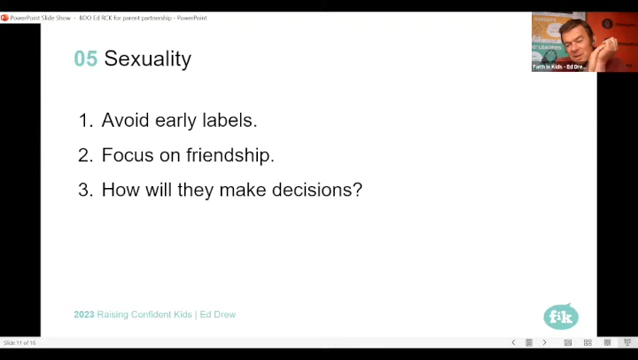 PowerPoint Slide Show - BOO Ed RCK for parent partnership - PowerPoint
05 Sexuality
Faith in Kids - Ed Dre...
1. Avoid early labels.
2. Focus on friendship.
3. How will they make decisions?
2023 Raising Confident Kids | Ed Drew
fik
Slide 11 of 16